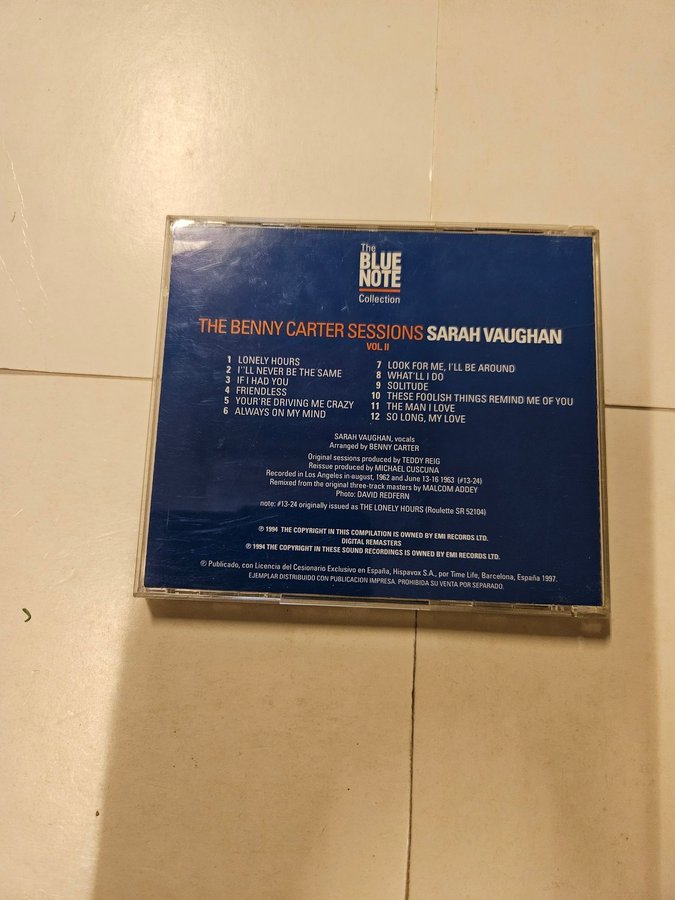 The
BLUE
NOTE
Collection
THE BENNY CARTER SESSIONS SARAH VAUGHAN
VOL. II
1 LONELY HOURS
2 I''LL NEVER BE THE SAME
3 IF I HAD YOU
4 FRIENDLESS
5 YOUR'RE DRIVING ME CRAZY
6 ALWAYS ON MY MIND
7 LOOK FOR ME, I'LL BE AROUND
8 WHAT'LL I DO
9 SOLITUDE
10 THESE FOOLISH THINGS REMIND ME OF YOU
11 THE MAN I LOVE
12 SO LONG, MY LOVE
SARAH VAUGHAN, vocals
Arranged by BENNY CARTER
Original sessions produced by TEDDY REIG
Reissue produced by MICHAEL CUSCUNA
Recorded in Los Angeles in august, 1962 and June 13-16 1963 (#13-24)
Remixed from the original three-track masters by MALCOM ADDEY
Photo: DAVID REDFERN
note: #13-24 originally issued as THE LONELY HOURS (Roulette SR 52104)
℗ 1994 THE COPYRIGHT IN THIS COMPILATION IS OWNED BY EMI RECORDS LTD.
DIGITAL REMASTERS
℗ 1994 THE COPYRIGHT IN THESE SOUND RECORDINGS IS OWNED BY EMI RECORDS LTD.
℗ Publicado, con Licencia del Cesionario Exclusivo en España, Hispavox S.A., por Time Life, Barcelona, España 1997.
EJEMPLAR DISTRIBUIDO CON PUBLICACION IMPRESA. PROHIBIDA SU VENTA POR SEPARADO.